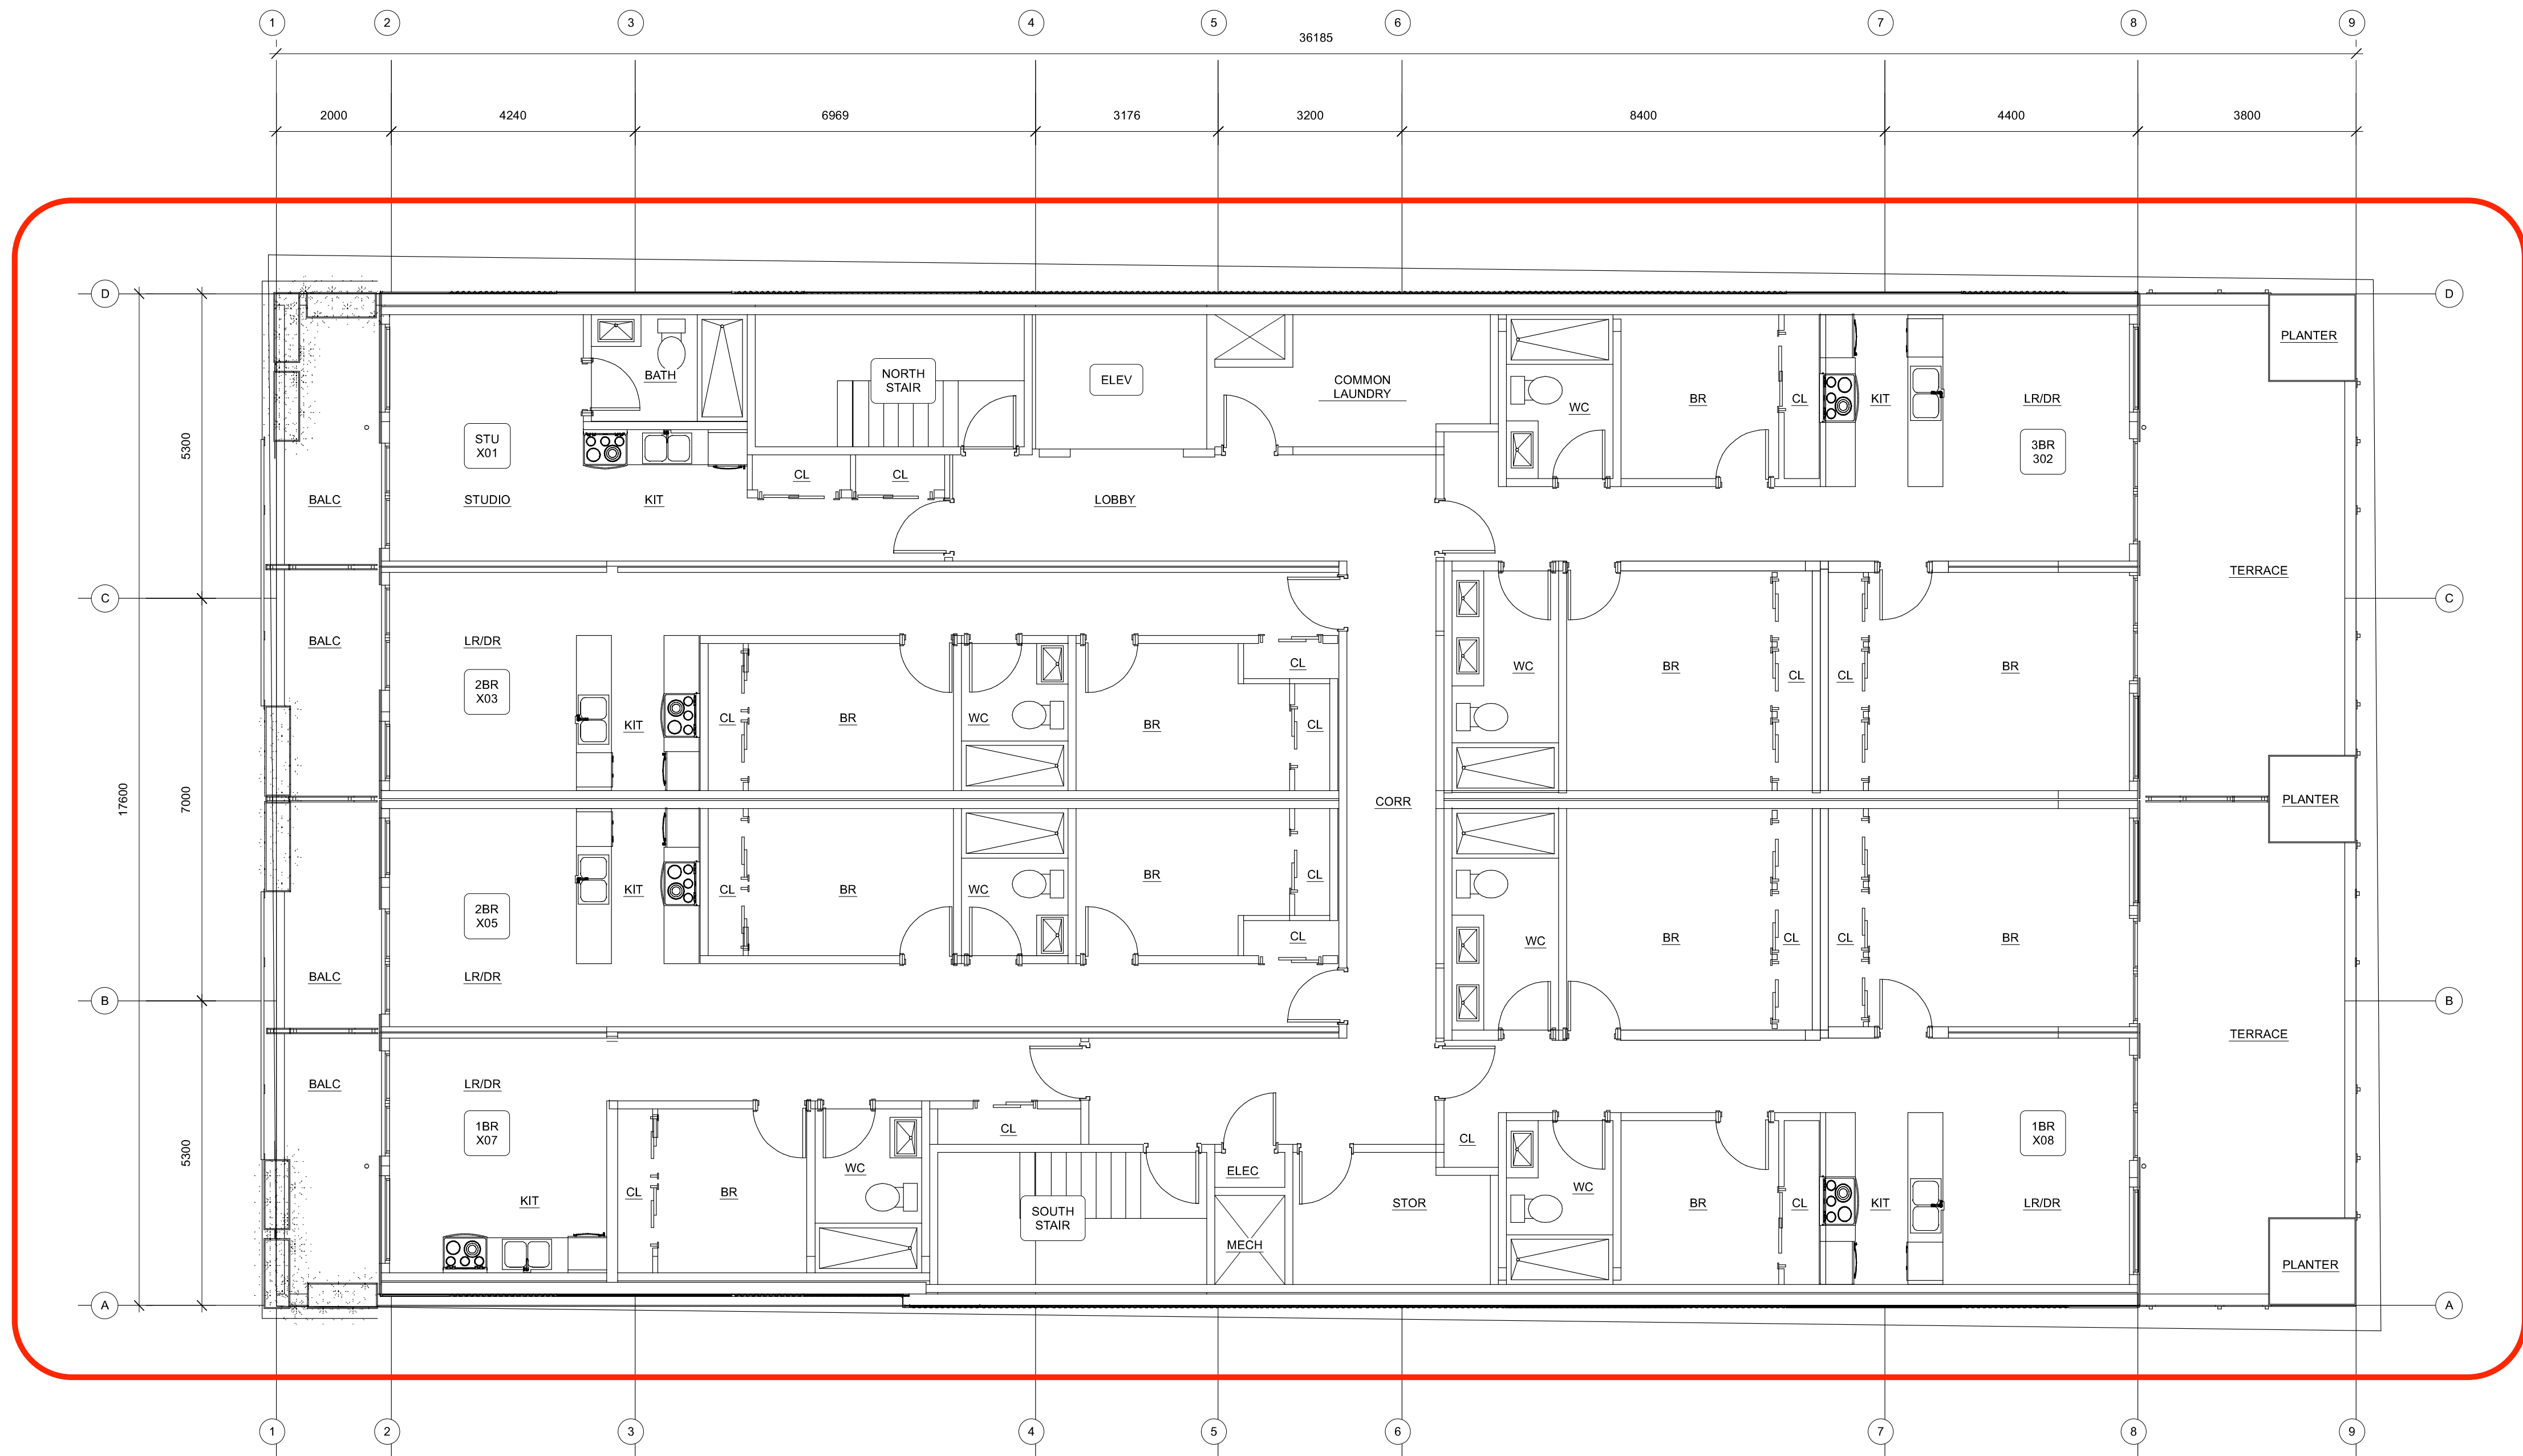 1 2 3 4 5 6 7 8 9
36185
2000 4240 6969 3176 3200 8400 4400 3800
D D
PLANTER
BATH
NORTH
STAIR
ELEV
COMMON
LAUNDRY
WC BR CL KIT LR/DR
STU
X01
3BR
302
5300
CL CL
BALC STUDIO KIT LOBBY
TERRACE
C C
BALC LR/DR
CL
WC BR CL CL BR
2BR
X03
KIT CL BR WC BR CL
17600
7000
CORR
PLANTER
KIT CL BR WC BR CL
2BR
X05
CL
WC BR CL CL BR
BALC LR/DR
B B
TERRACE
BALC LR/DR
1BR
X07
CL
CL
1BR
X08
5300
WC
ELEC
KIT CL BR
STOR
WC BR CL KIT LR/DR
SOUTH
STAIR
MECH
PLANTER
A A
1 2 3 4 5 6 7 8 9